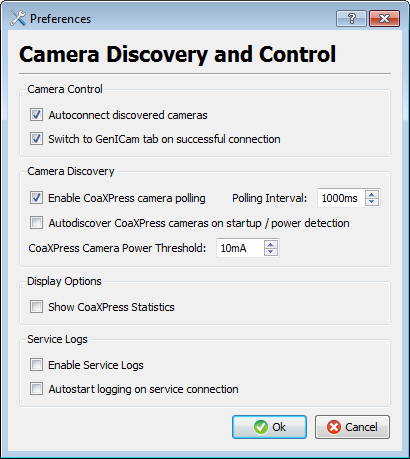 Preferences
Camera Discovery and Control
Camera Control
Autoconnect discovered cameras
Switch to GenICam tab on successful connection
Camera Discovery
Enable CoaXPress camera polling Polling Interval: 1000ms
Autodiscover CoaXPress cameras on startup / power detection
CoaXPress Camera Power Threshold: 10mA
Display Options
Show CoaXPress Statistics
Service Logs
Enable Service Logs
Autostart logging on service connection
Ok Cancel